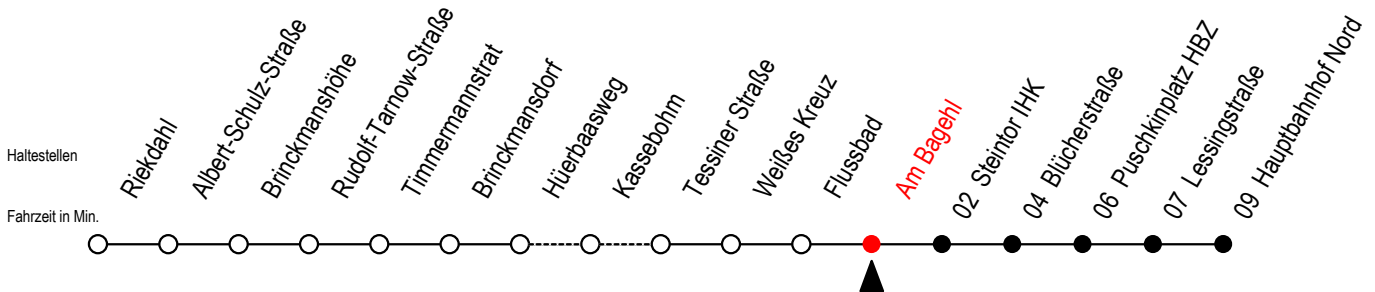 Haltestellen
Fahrzeit in Min.
Riekdahl
Albert-Schulz-Straße
Brinckmanshöhe
Rudolf-Tarnow-Straße
Timmermannstrat
Brinckmansdorf
Hüerbaasweg
Kassebohm
Tessiner Straße
Weißes Kreuz
Flussbad
Am Bagehl
02 Steintor IHK
04 Blücherstraße
06 Puschkinplatz HBZ
07 Lessingstraße
09 Hauptbahnhof Nord